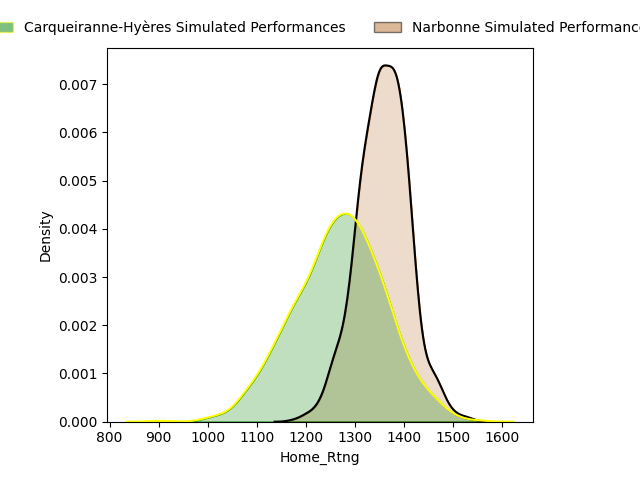 Carqueiranne-Hyères Simulated Performances
Narbonne Simulated Performanc
0.007
0.006
0.005
0.004
0.003
0.002
0.001
0.000
Density
800 900 1000 1100 1200 1300 1400 1500 1600
Home_Rtng